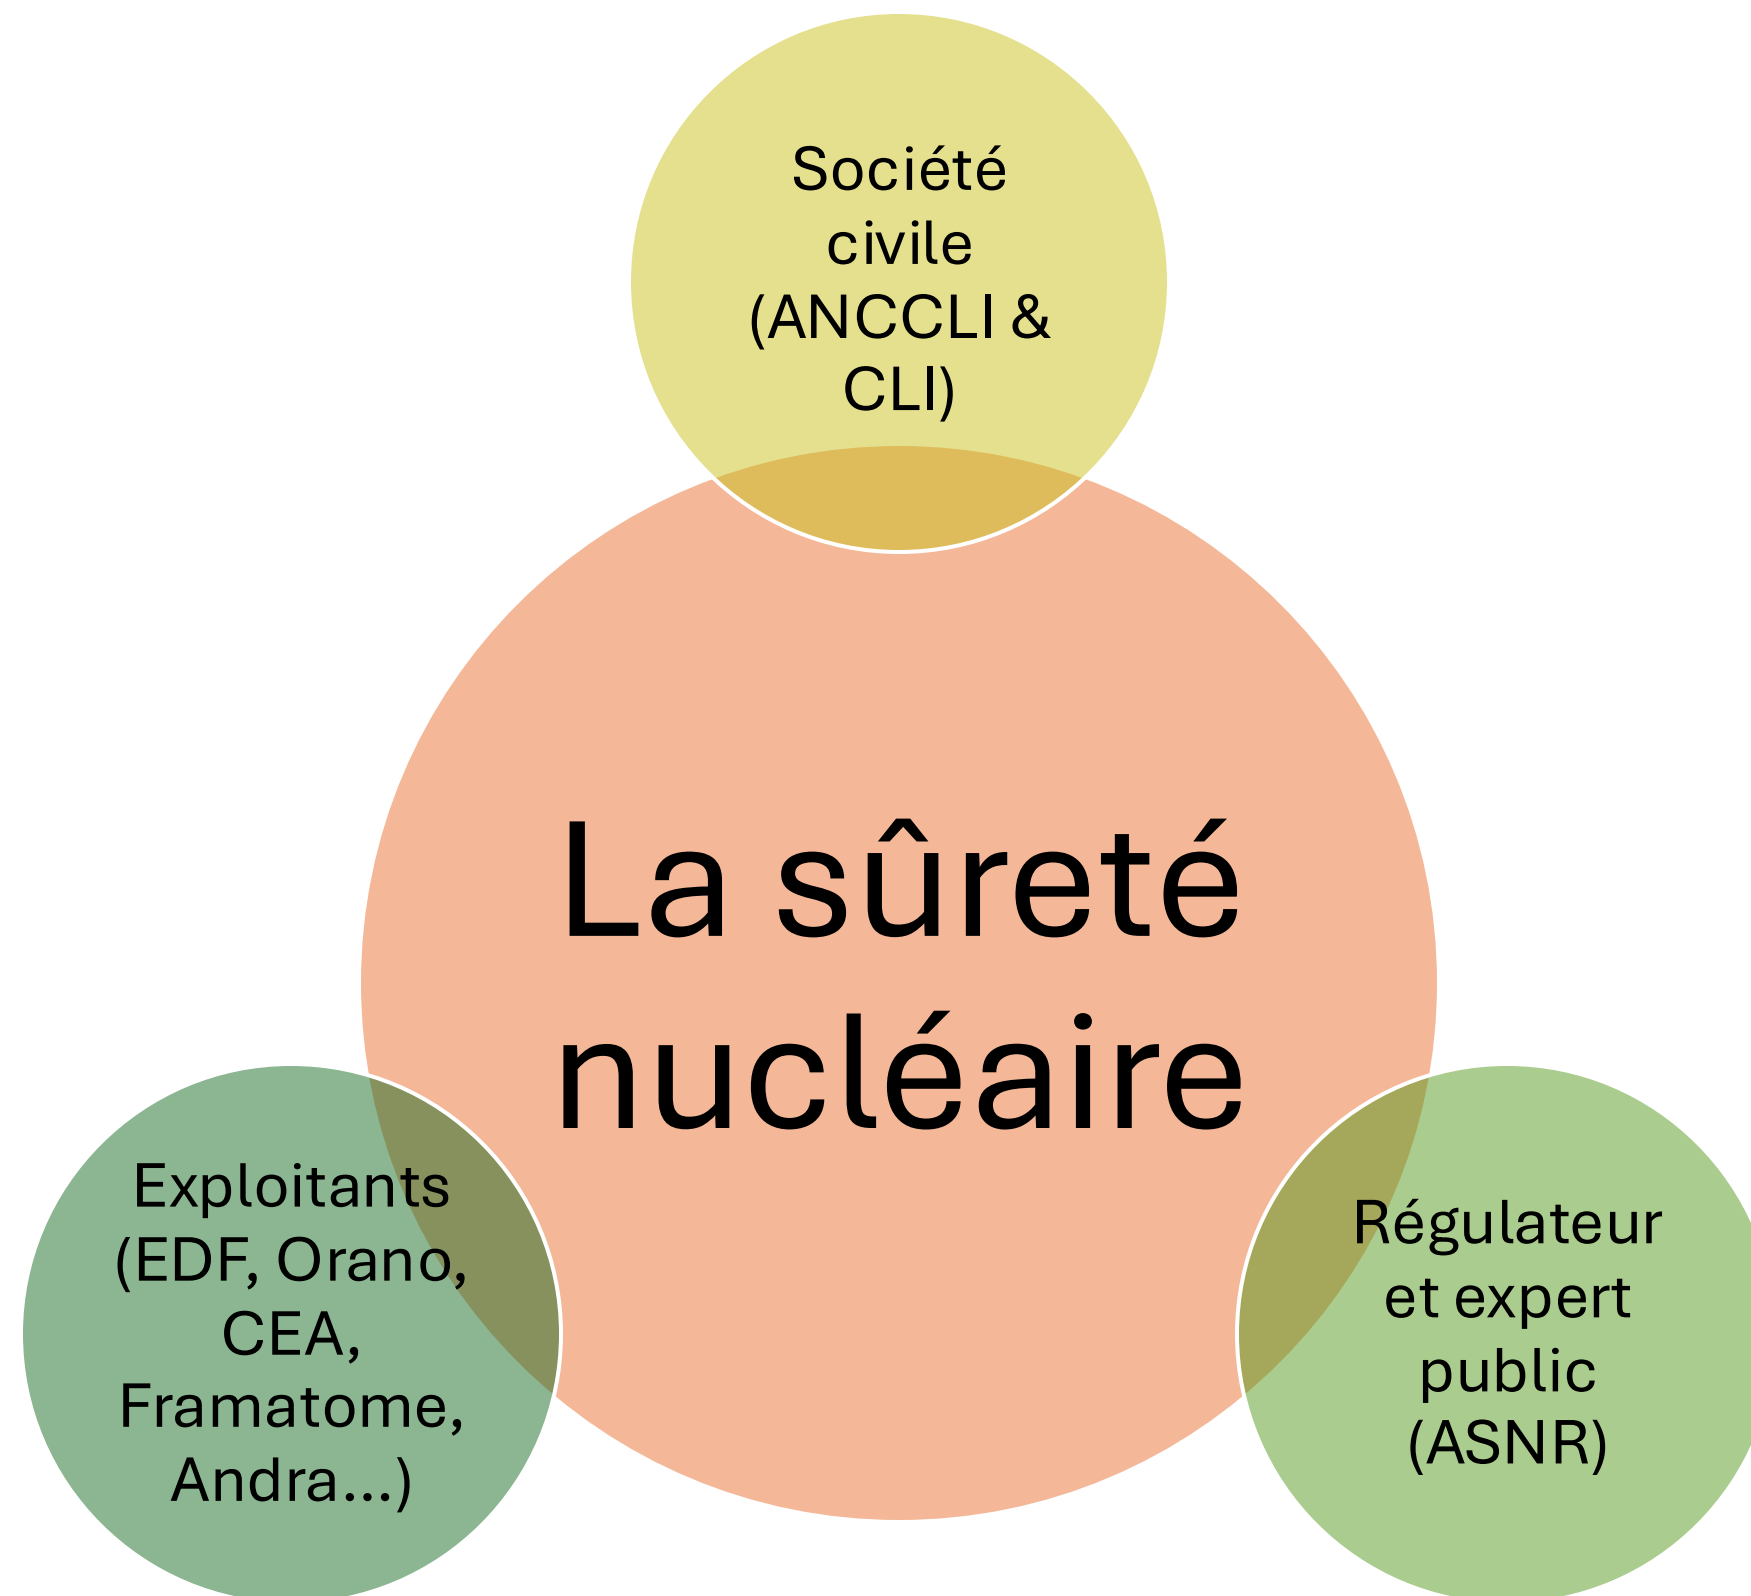 Société
civile
(ANCCLI &
CLI)
La sûreté
nucléaire
Exploitants
(EDF, Orano,
CEA,
Framatome,
Andra...)
Régulateur
et expert
public
(ASNR)